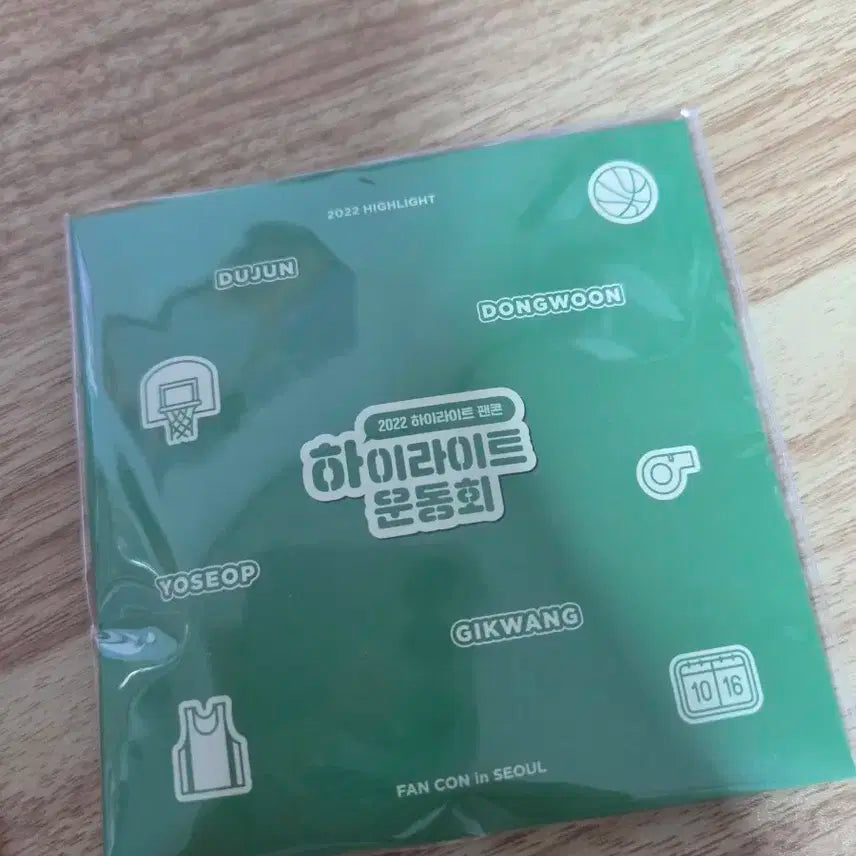 2022 HIGHLIGHT
DUJUN
DONGWOON
2022 하이라이트 팬콘
하이라이트
운동회
YOSEOP
GIKWANG
10 16
FAN CON in SEOUL